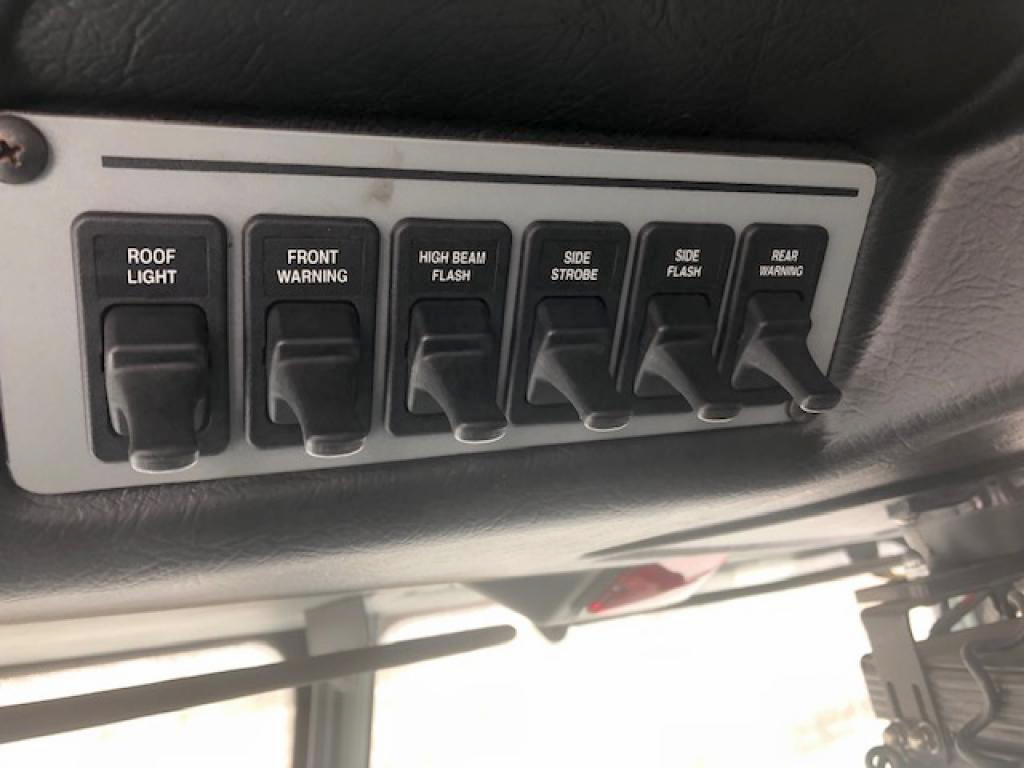 ROOF
LIGHT
FRONT
WARNING
HIGH BEAM
FLASH
SIDE
STROBE
SIDE
FLASH
REAR
WARNING